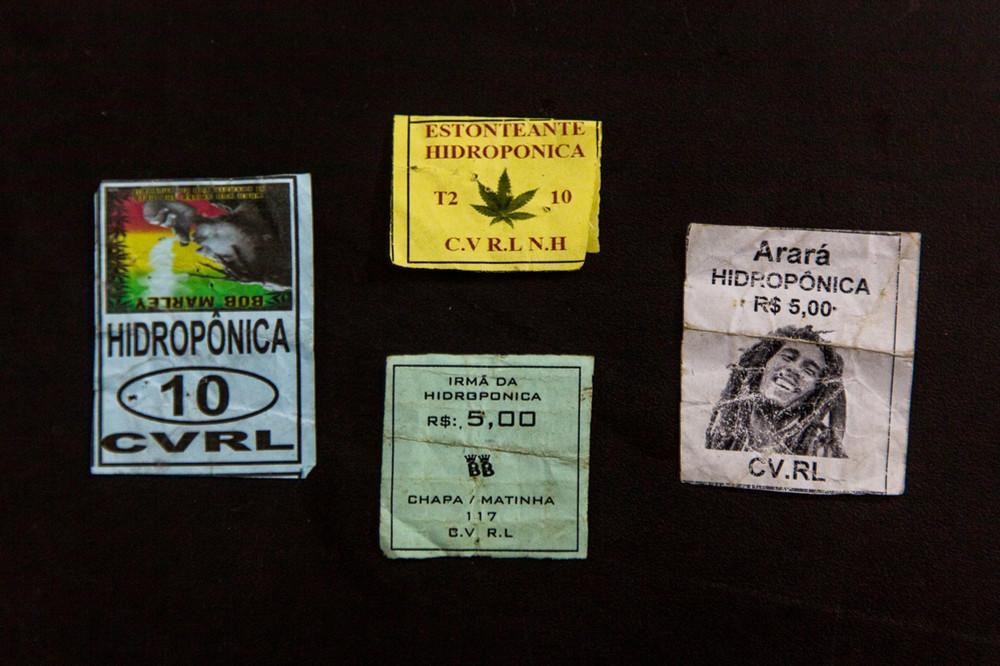 BOB MARLEY
HIDROPÔNICA
10
CVRL
ESTONTEANTE
HIDROPONICA
T2 10
C.V R.L N.H
IRMÃ DA
HIDROPONICA
R$: 5,00
BB
CHAPA / MATINHA
117
C.V R.L
Arará
HIDROPÔNICA
R$ 5,00
CV.RL